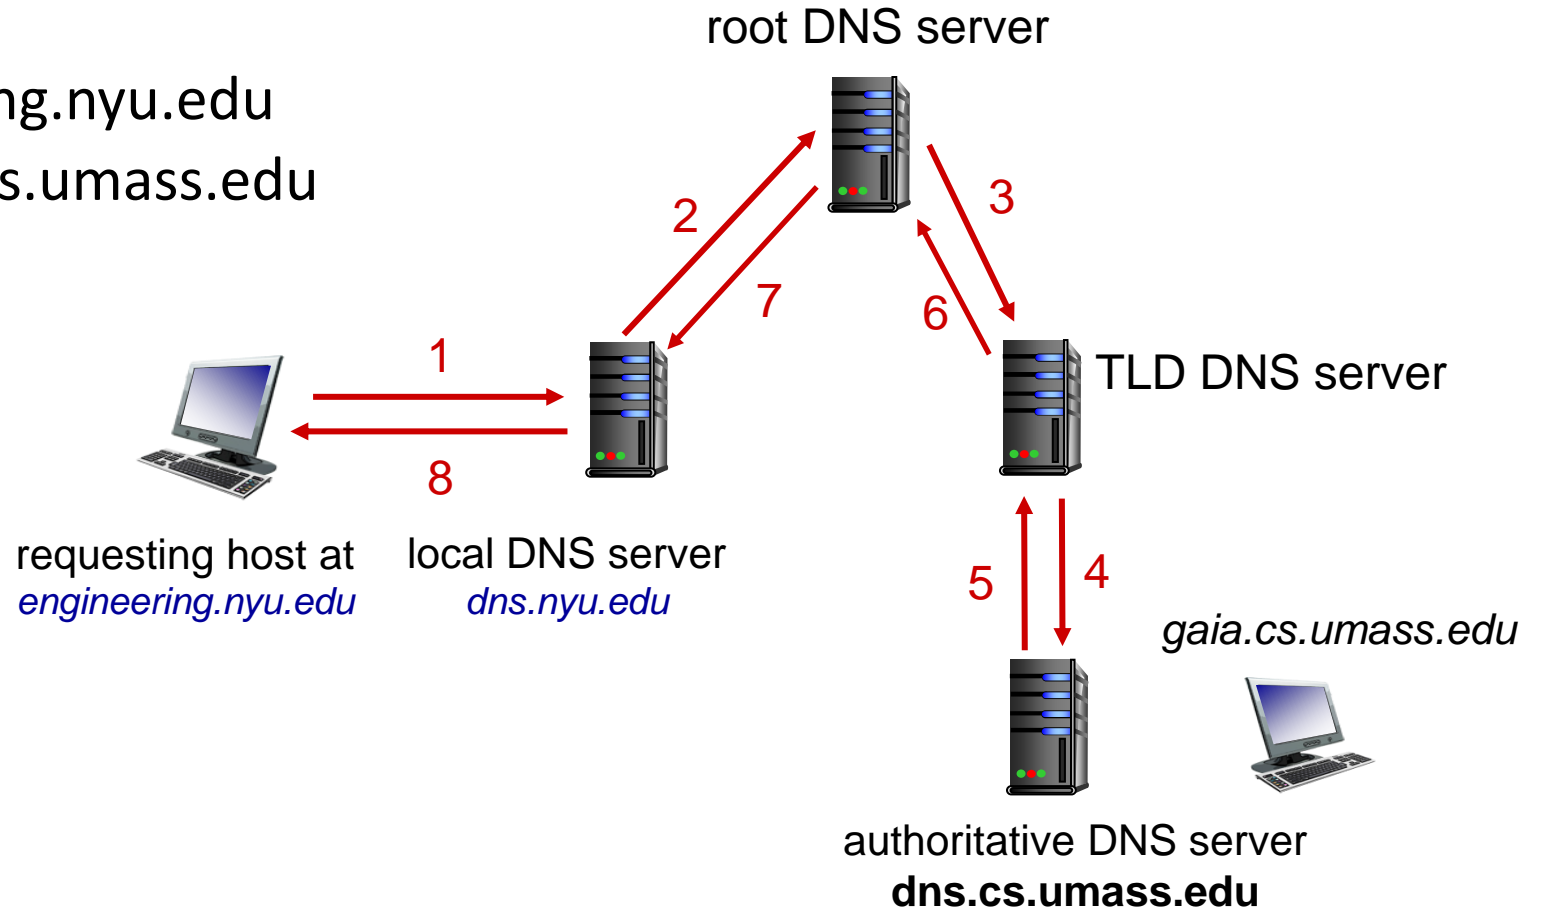 root DNS server
ng.nyu.edu
s.umass.edu
2
3
7
6
1
TLD DNS server
8
requesting host at
engineering.nyu.edu
local DNS server
dns.nyu.edu
5
4
gaia.cs.umass.edu
authoritative DNS server
dns.cs.umass.edu